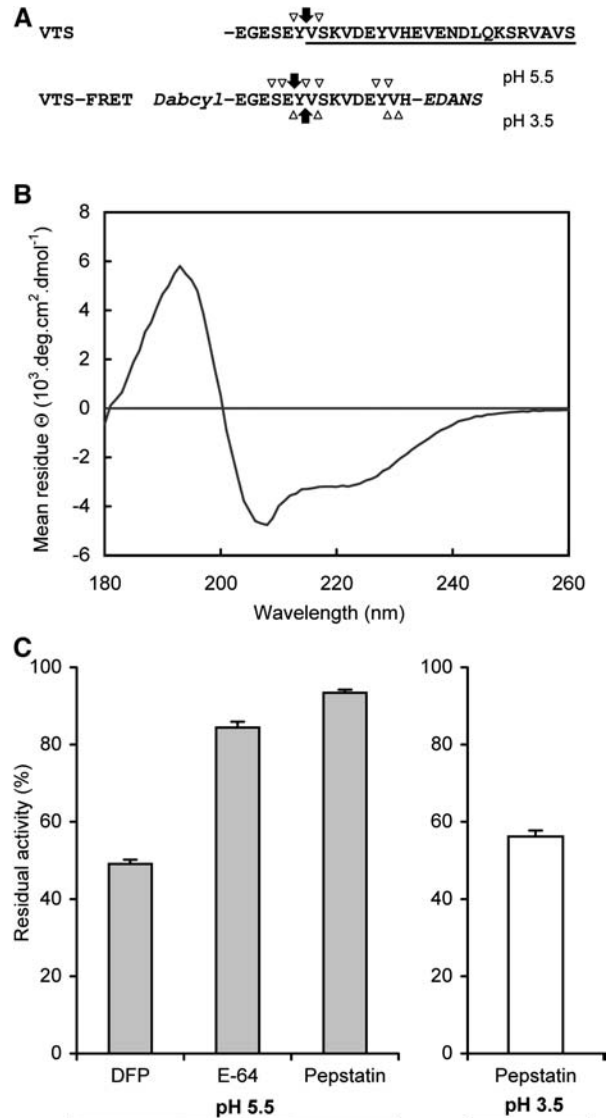 A
VTS -EGESEYVSKVDEYVHEVENDLQKSRVAVS
pH 5.5
VTS-FRET Dabcyl-EGESEYVSKVDEYVH-EDANS
pH 3.5
B
Mean residue Θ (10³.deg.cm².dmol⁻¹)
8
6
4
2
0
-2
-4
-6
180 200 220 240 260
Wavelength (nm)
C
Residual activity (%)
100 100
80 80
60 60
40 40
20 20
0 0
DFP E-64 Pepstatin Pepstatin
pH 5.5 pH 3.5